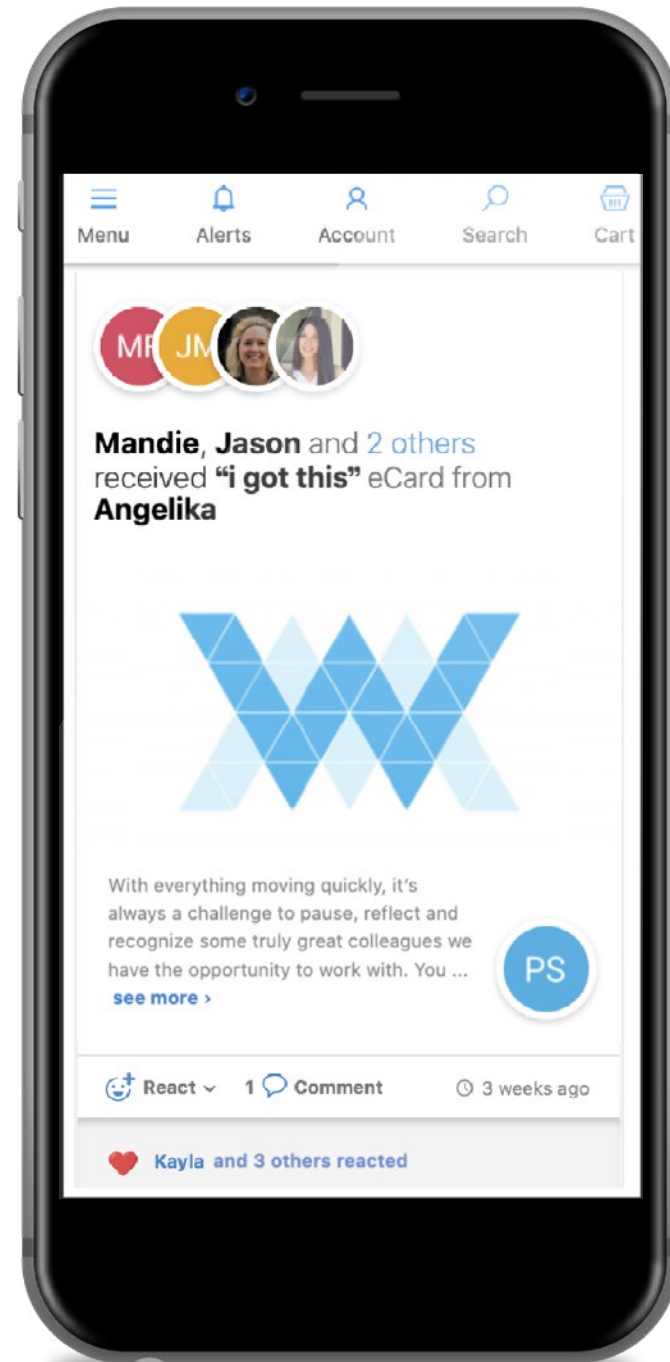 Menu Alerts Account Search Cart
JM
Mandie, Jason and 2 others
received “i got this” eCard from
Angelika
With everything moving quickly, it’s
always a challenge to pause, reflect and
recognize some truly great colleagues we
have the opportunity to work with. You ...
see more ›
PS
React 1 Comment 3 weeks ago
Kayla and 3 others reacted